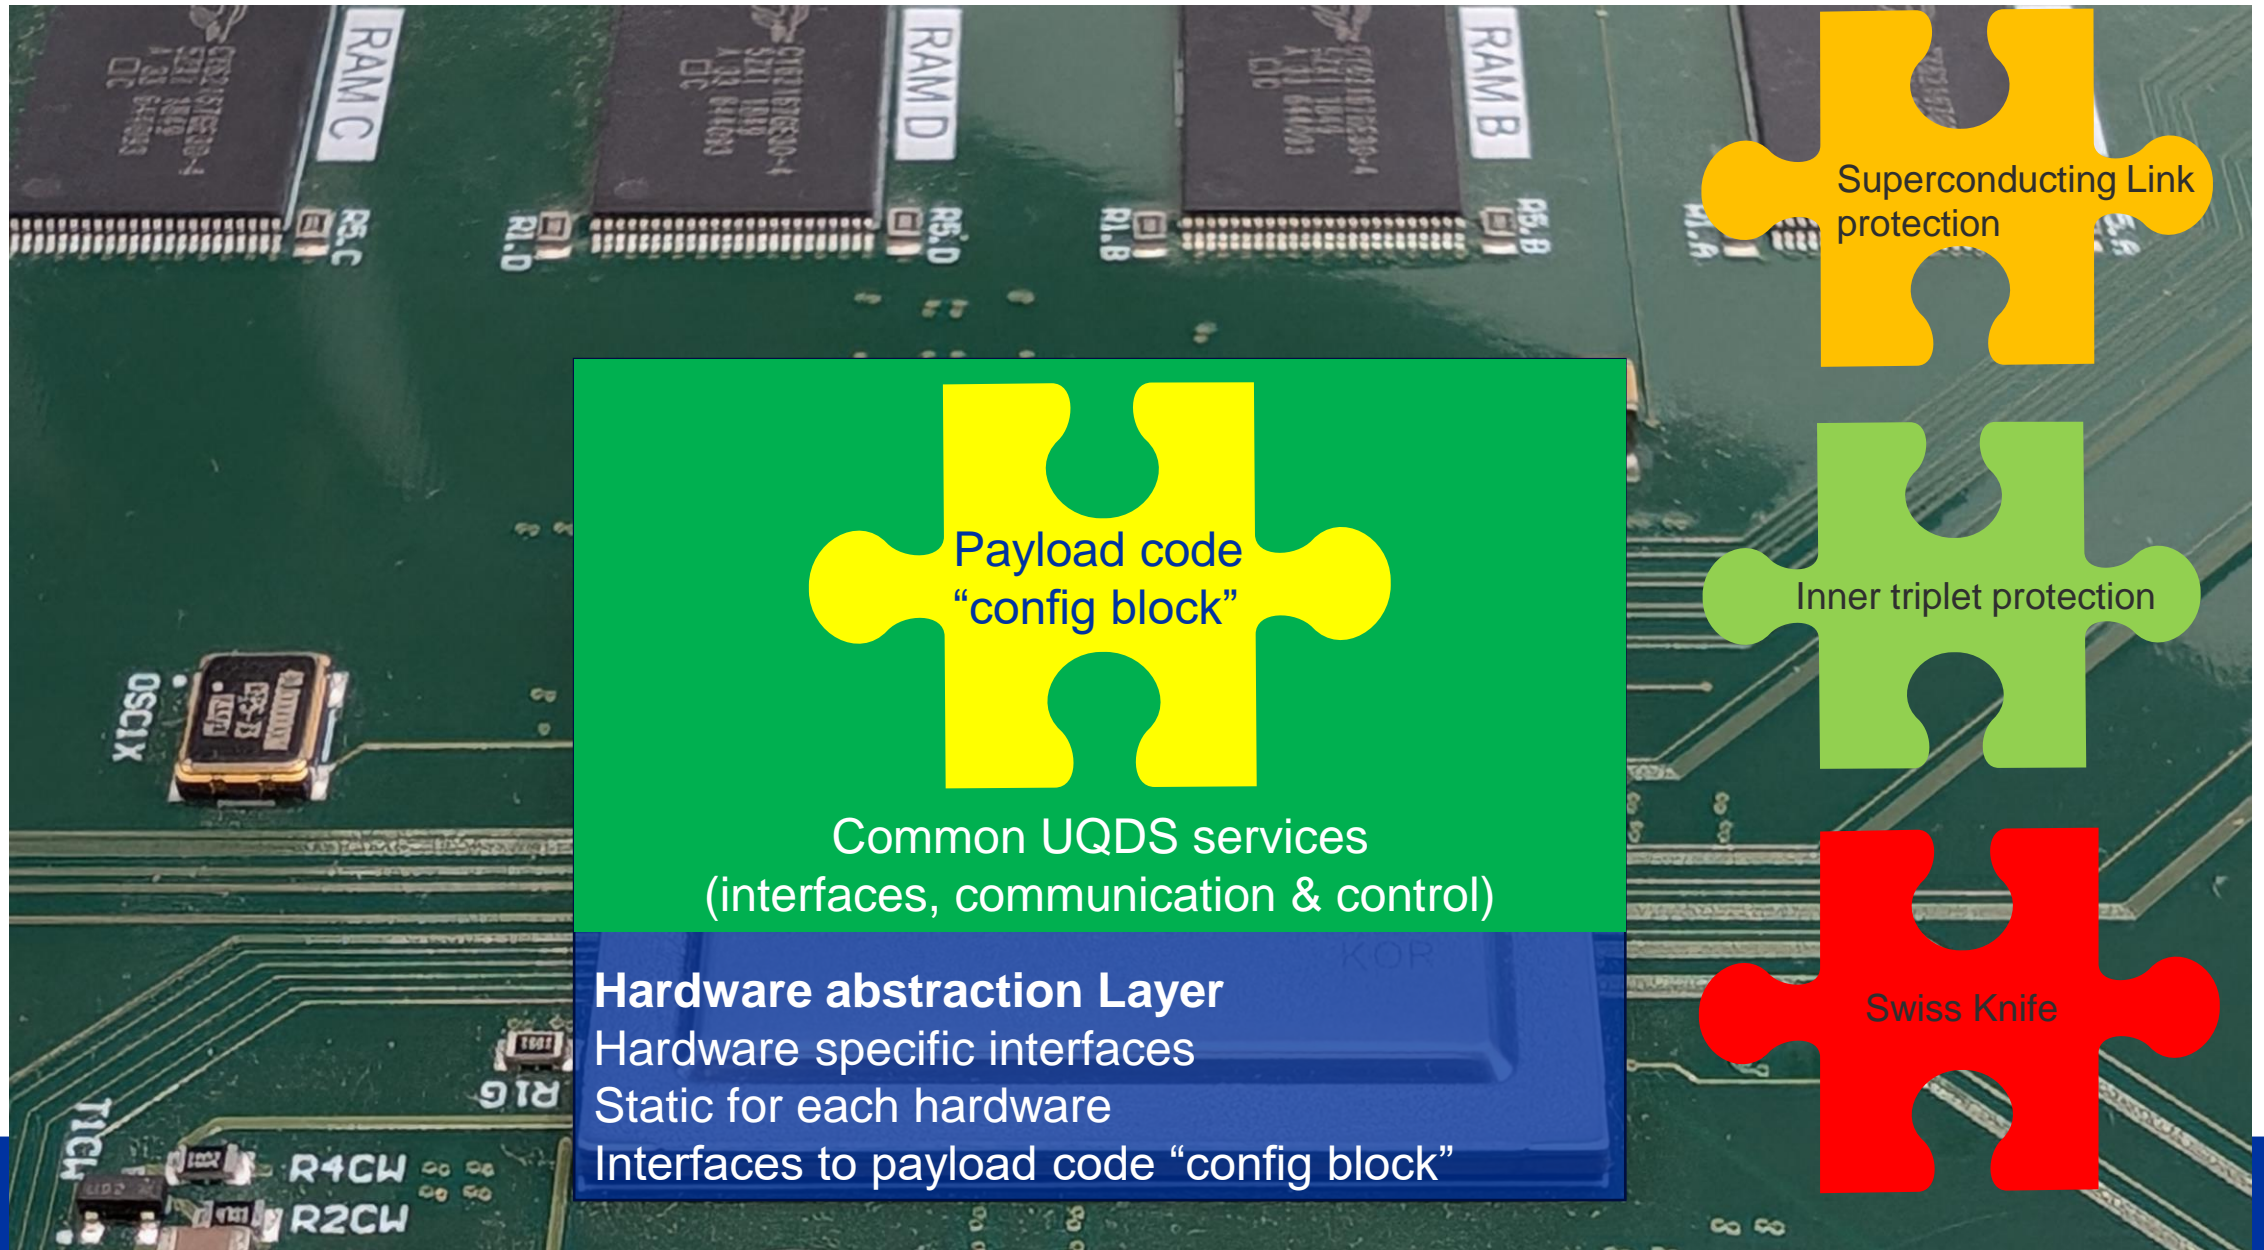 RAM C
RAM D
RAM B
R5.C
R1.D
R5.D
R1.B
R5.B
Superconducting Link
protection
Payload code
“config block”
Inner triplet protection
Common UQDS services
(interfaces, communication & control)
OSC1X
KOR
Hardware abstraction Layer
Hardware specific interfaces
Static for each hardware
Interfaces to payload code “config block”
Swiss Knife
R1G
T1CW
R4CW
R2CW